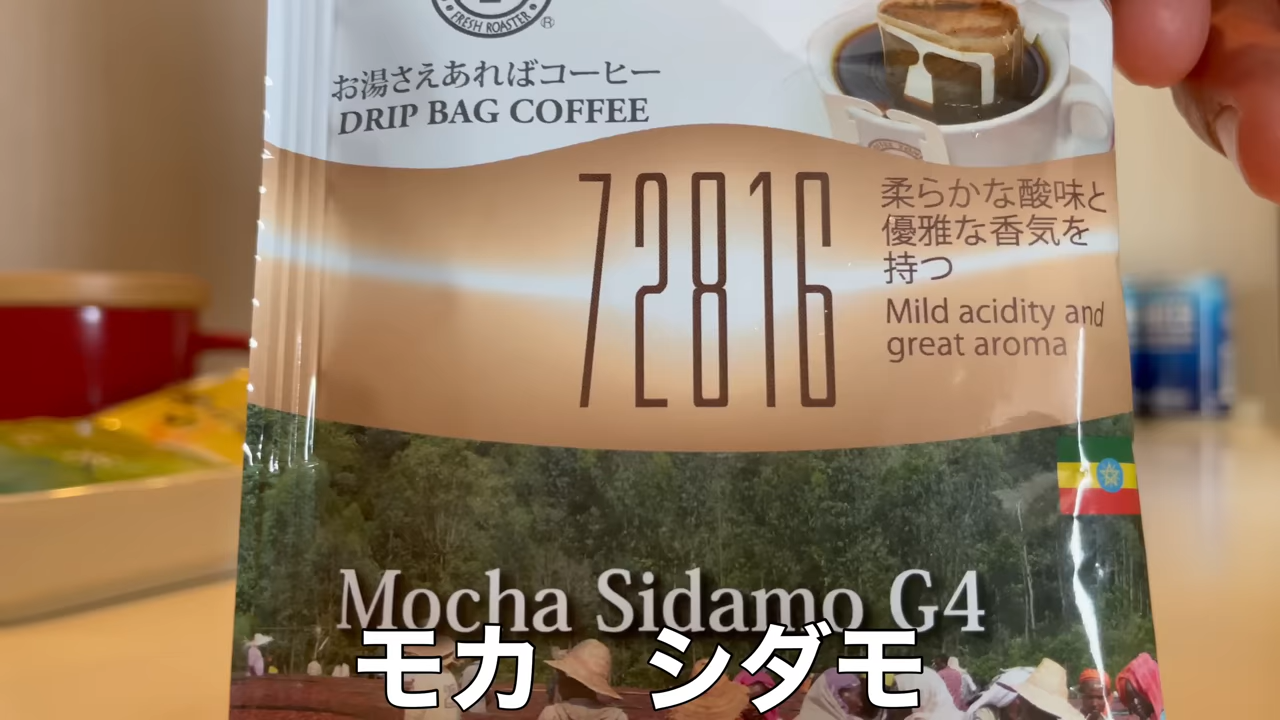 FRESH ROASTER
®
お湯さえあればコーヒー
DRIP BAG COFFEE
72816
柔らかな酸味と
優雅な香気を
持つ
Mild acidity and
great aroma
Mocha Sidamo G4
モカ シダモ